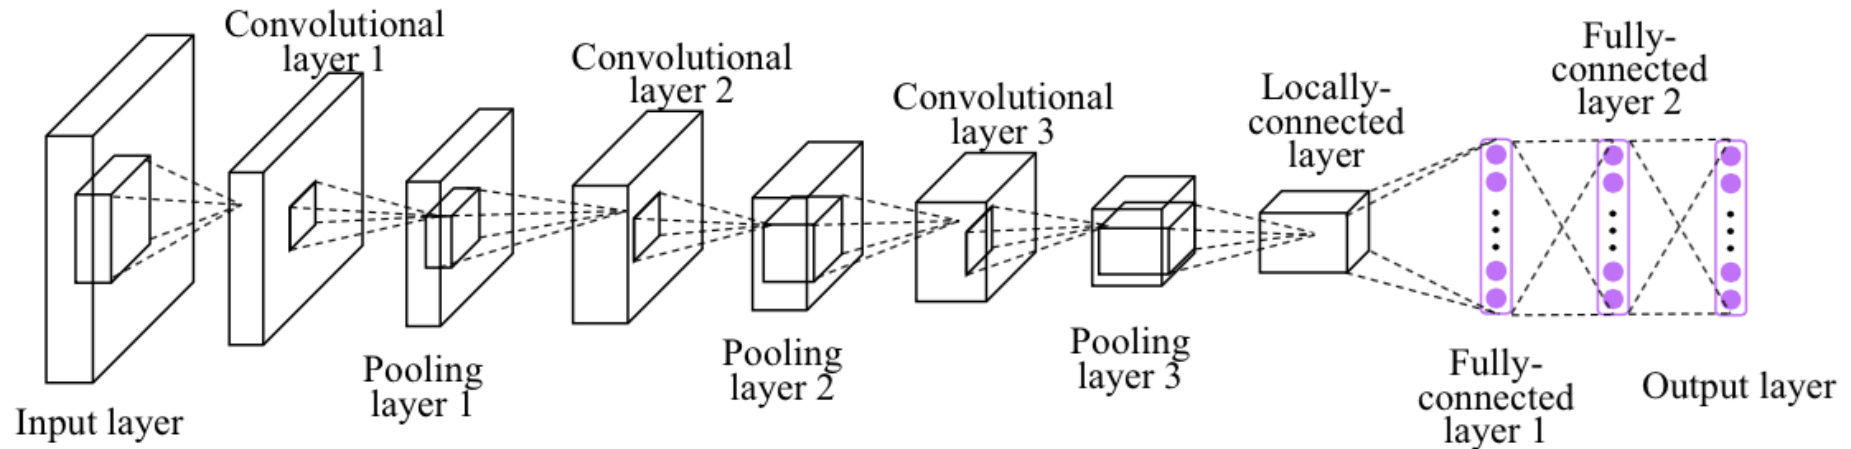 Convolutional
layer 1
Convolutional
layer 2
Convolutional
layer 3
Locally-
connected
layer
Fully-
connected
layer 2
Input layer
Pooling
layer 1
Pooling
layer 2
Pooling
layer 3
Fully-
connected
layer 1
Output layer